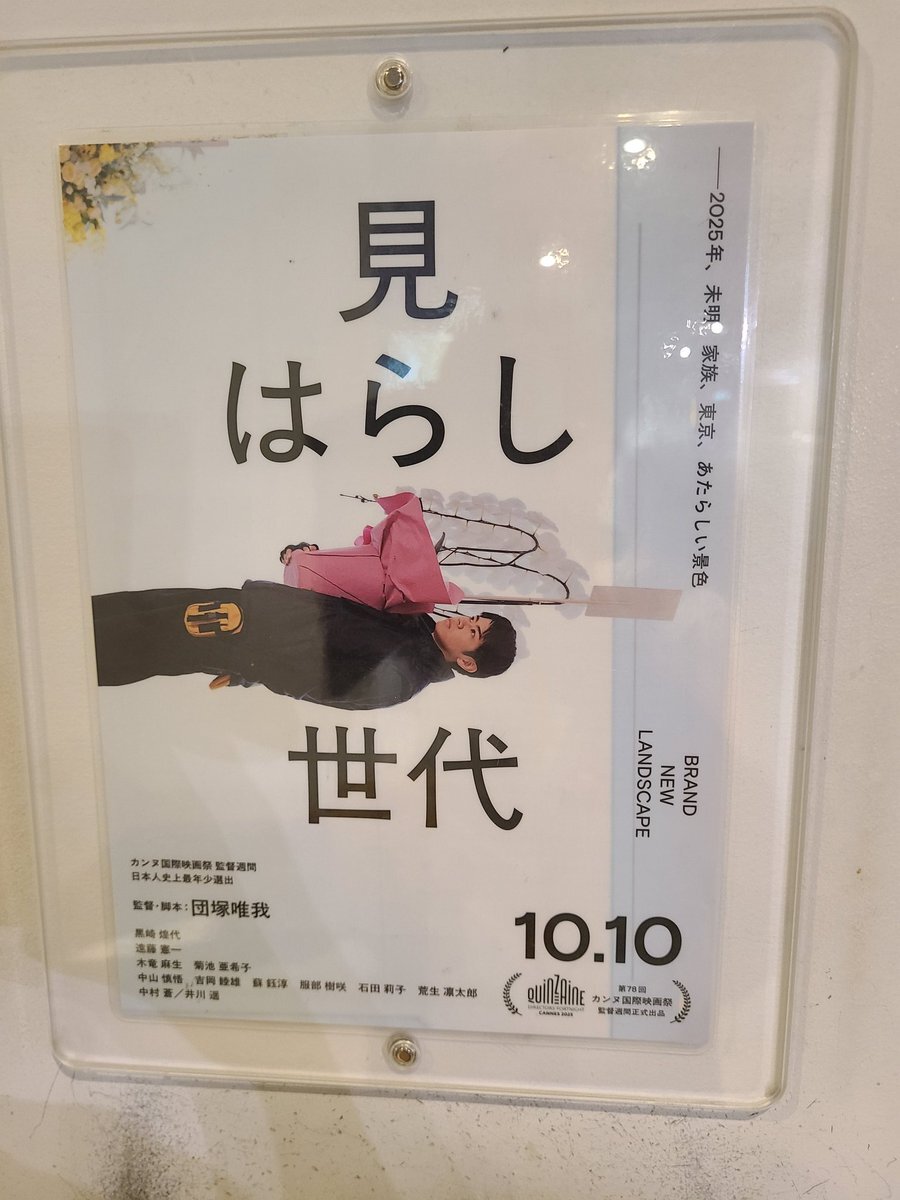 見
はらし
世代
——2025年、未明。家族、東京、あたらしい景色
BRAND
NEW
LANDSCAPE
カンヌ国際映画祭 監督週間
日本人史上最年少選出
監督・脚本：団塚唯我
黒崎 煌代
遠藤 憲一
木竜 麻生 菊池 亜希子
中山 慎悟 吉岡 睦雄 蘇 鈺淳 服部 樹咲 石田 莉子 荒生 凛太郎
中村 蒼／井川 遥
10.10
QUINZAINE
DIRECTORS' FORTNIGHT
CANNES 2025
第78回
カンヌ国際映画祭
監督週間正式出品